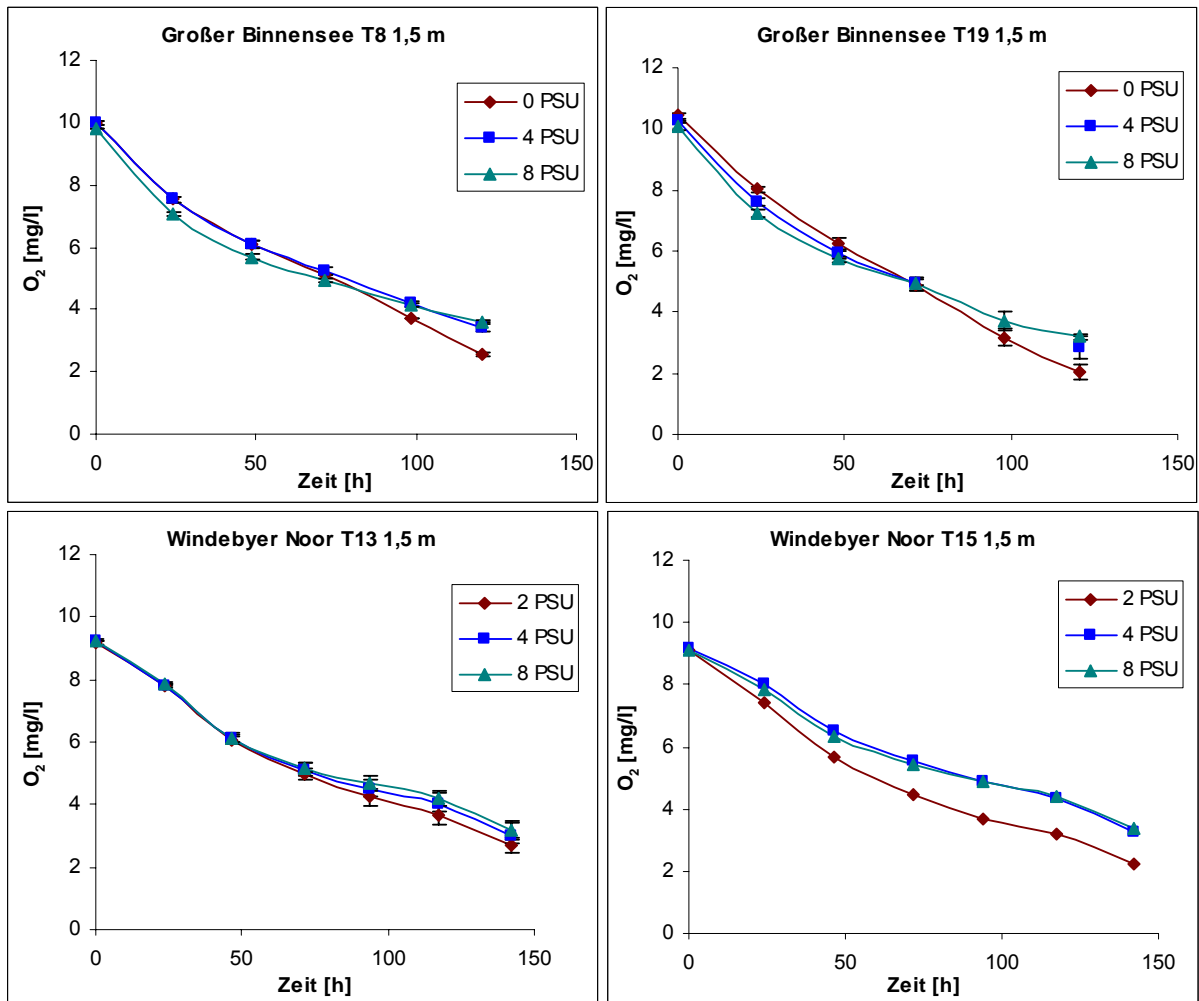 Großer Binnensee T8 1,5 m
12
10
8
6
4
2
0
O2 [mg/l]
0 PSU
4 PSU
8 PSU
0
50
100
150
Zeit [h]
Großer Binnensee T19 1,5 m
12
10
8
6
4
2
0
O2 [mg/l]
0 PSU
4 PSU
8 PSU
0
50
100
150
Zeit [h]
Windebyer Noor T13 1,5 m
12
10
8
6
4
2
0
O2 [mg/l]
2 PSU
4 PSU
8 PSU
0
50
100
150
Zeit [h]
Windebyer Noor T15 1,5 m
12
10
8
6
4
2
0
O2 [mg/l]
2 PSU
4 PSU
8 PSU
0
50
100
150
Zeit [h]